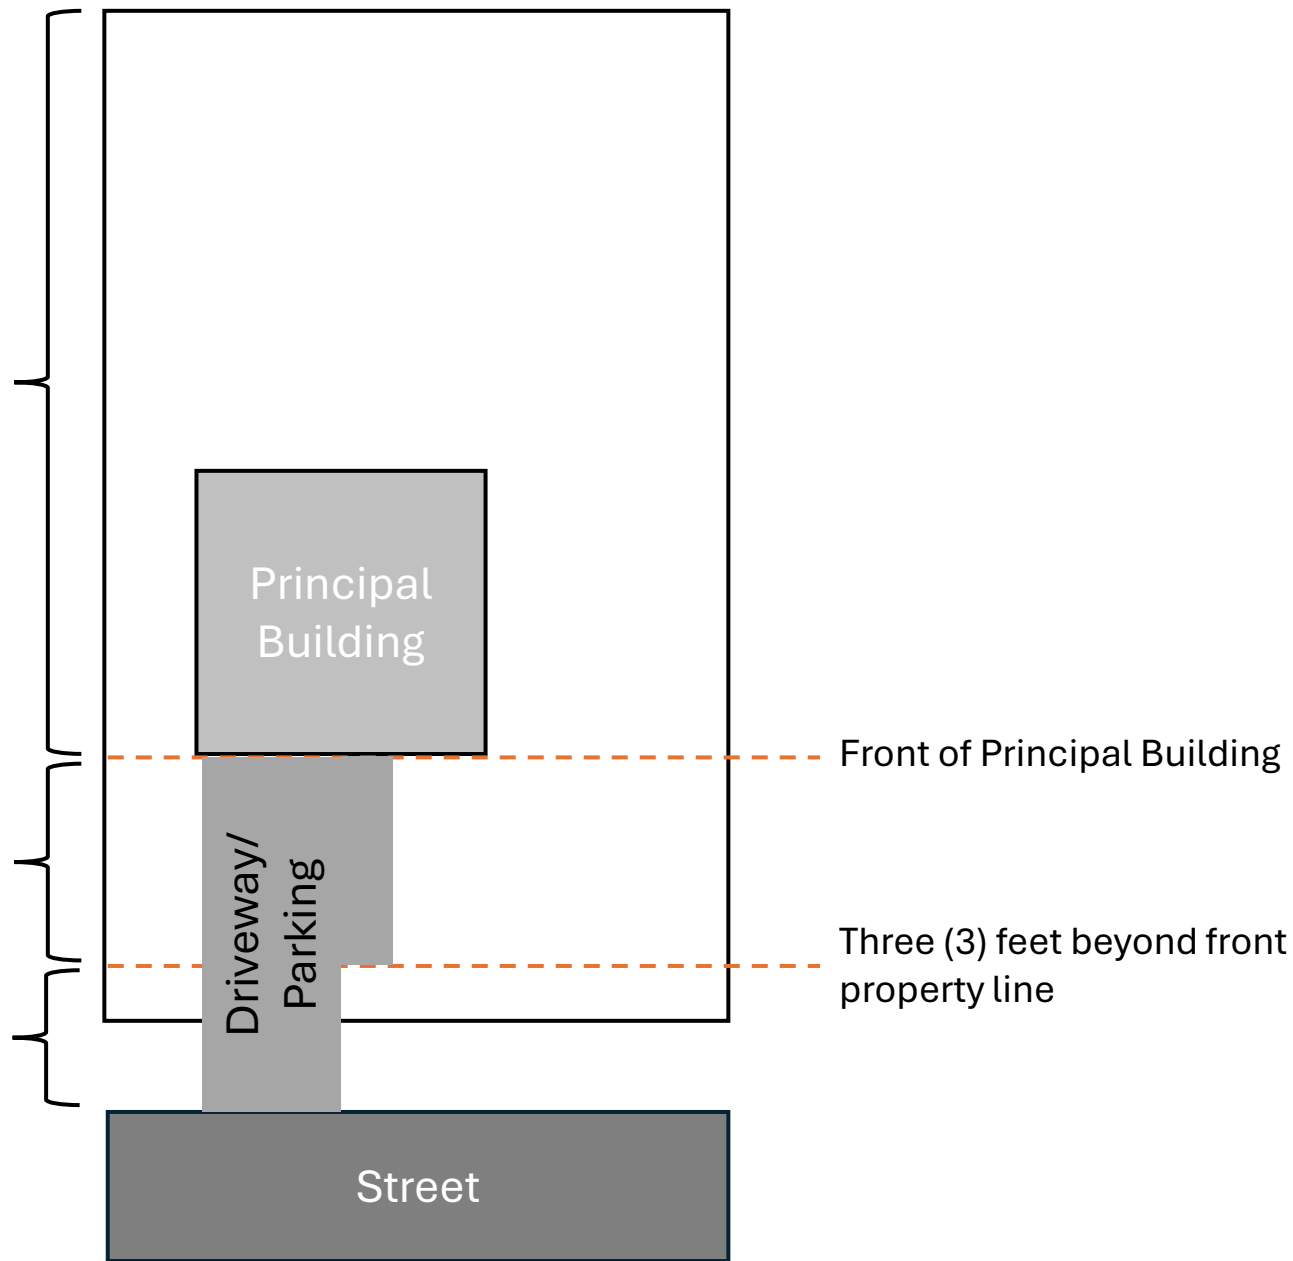 Principal
Building
Front of Principal Building
Driveway/
Parking
Three (3) feet beyond front
property line
Street